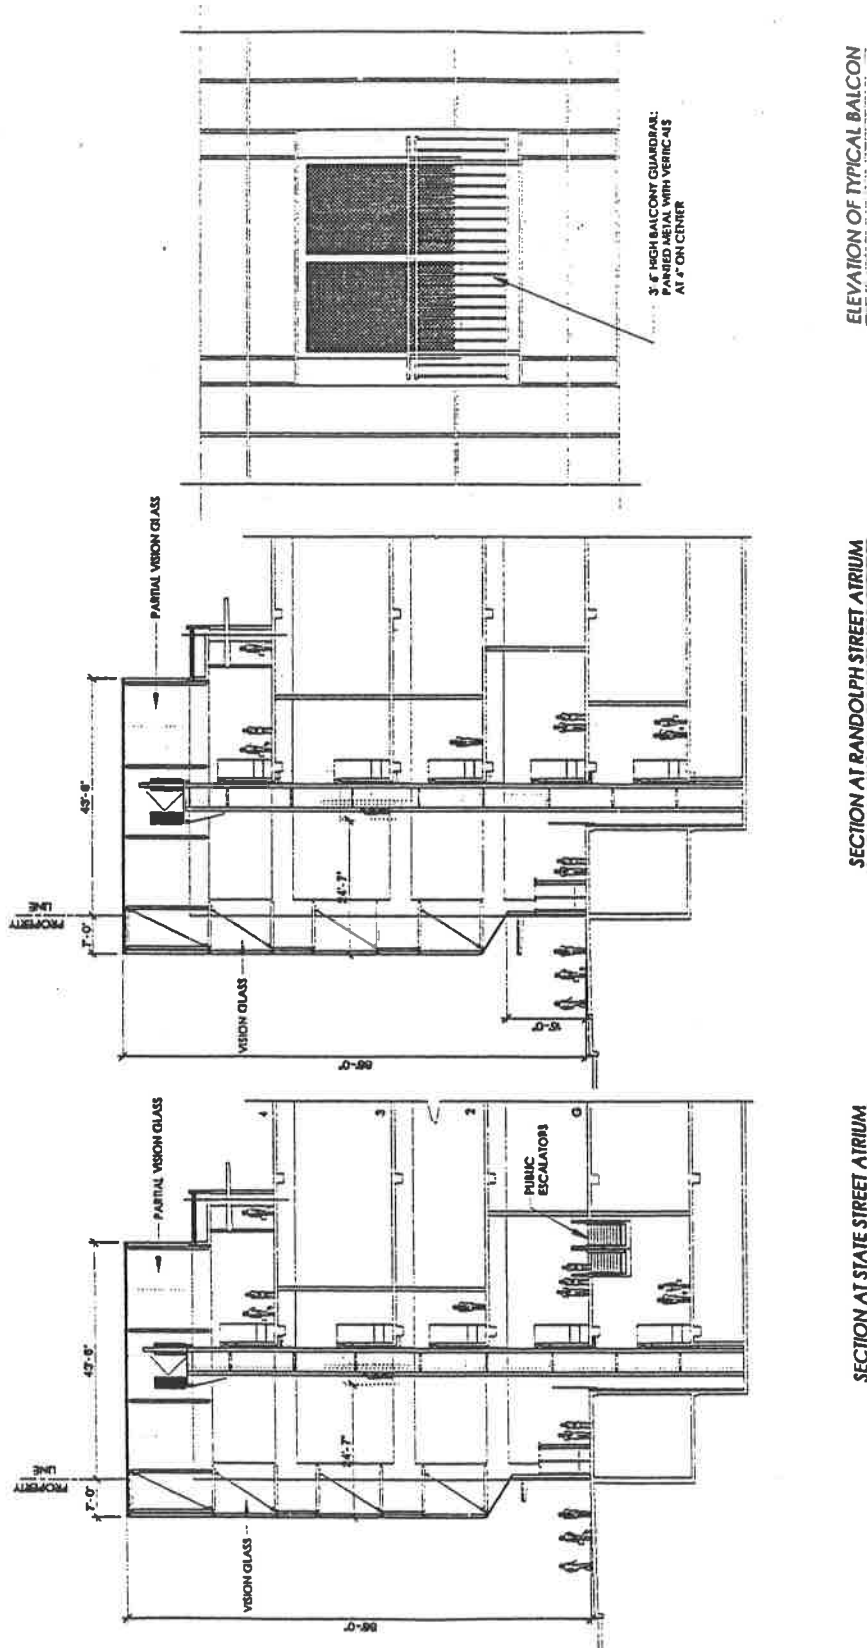 PROPERTY
LINE
7'-0"
43'-6"
PARTIAL VISION GLASS
VISION GLASS
24'-7"
86'-0"
4
3
2
G
PUBLIC
ESCALATORS
SECTION AT STATE STREET ATRIUM
PROPERTY
LINE
7'-0"
43'-6"
PARTIAL VISION GLASS
VISION GLASS
24'-7"
86'-0"
15'-0"
SECTION AT RANDOLPH STREET ATRIUM
3' 6" HIGH BALCONY GUARDRAIL:
PAINTED METAL WITH VERTICALS
AT 4" ON CENTER
ELEVATION OF TYPICAL BALCON